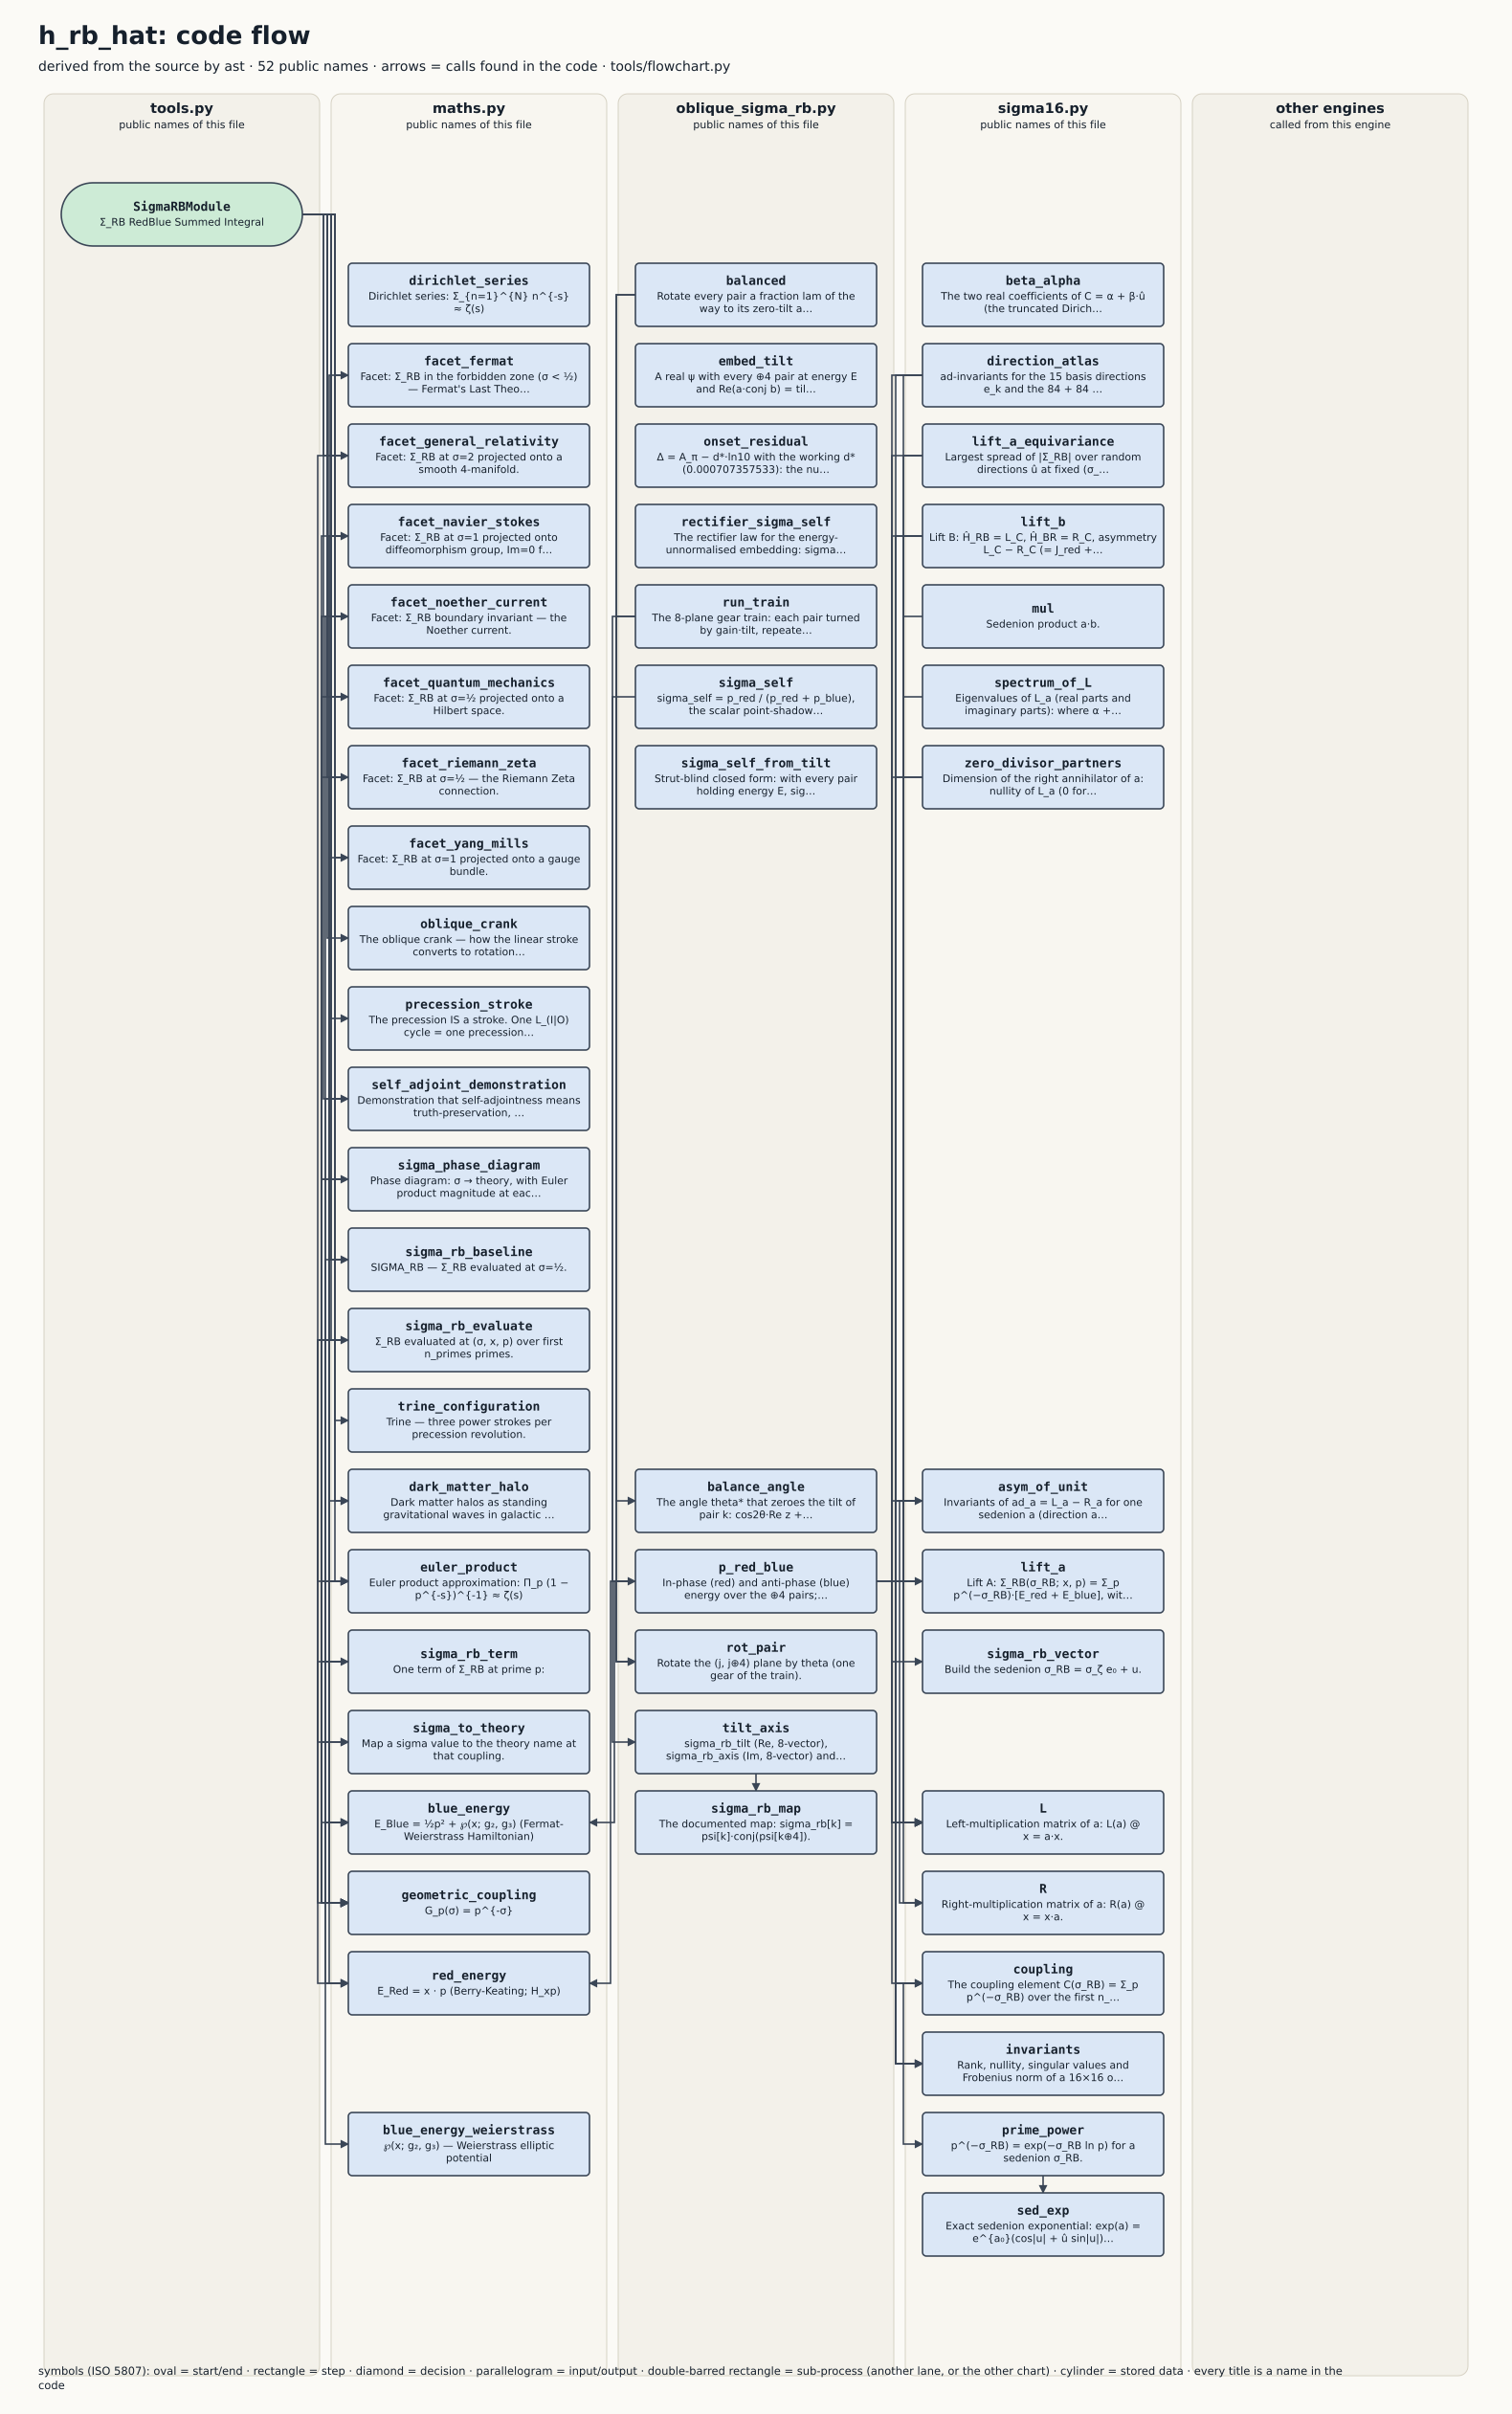 h_rb_hat: code flow
derived from the source by ast · 52 public names · arrows = calls found in the code · tools/flowchart.py
tools.py
public names of this file
maths.py
public names of this file
oblique_sigma_rb.py
public names of this file
sigma16.py
public names of this file
other engines
called from this engine
SigmaRBModule
Σ_RB RedBlue Summed Integral
dirichlet_series
Dirichlet series: Σ_{n=1}^{N} n^{-s}
≈ ζ(s)
facet_fermat
Facet: Σ_RB in the forbidden zone (σ < ½)
— Fermat's Last Theo…
facet_general_relativity
Facet: Σ_RB at σ=2 projected onto a
smooth 4-manifold.
facet_navier_stokes
Facet: Σ_RB at σ=1 projected onto
diffeomorphism group, Im=0 f…
facet_noether_current
Facet: Σ_RB boundary invariant — the
Noether current.
facet_quantum_mechanics
Facet: Σ_RB at σ=½ projected onto a
Hilbert space.
facet_riemann_zeta
Facet: Σ_RB at σ=½ — the Riemann Zeta
connection.
facet_yang_mills
Facet: Σ_RB at σ=1 projected onto a gauge
bundle.
oblique_crank
The oblique crank — how the linear stroke
converts to rotation…
precession_stroke
The precession IS a stroke. One L_(I|O)
cycle = one precession…
self_adjoint_demonstration
Demonstration that self-adjointness means
truth-preservation, …
sigma_phase_diagram
Phase diagram: σ → theory, with Euler
product magnitude at eac…
sigma_rb_baseline
SIGMA_RB — Σ_RB evaluated at σ=½.
sigma_rb_evaluate
Σ_RB evaluated at (σ, x, p) over first
n_primes primes.
trine_configuration
Trine — three power strokes per
precession revolution.
dark_matter_halo
Dark matter halos as standing
gravitational waves in galactic …
euler_product
Euler product approximation: Π_p (1 −
p^{-s})^{-1} ≈ ζ(s)
sigma_rb_term
One term of Σ_RB at prime p:
sigma_to_theory
Map a sigma value to the theory name at
that coupling.
blue_energy
E_Blue = ½p² + ℘(x; g₂, g₃) (Fermat-
Weierstrass Hamiltonian)
geometric_coupling
G_p(σ) = p^{-σ}
red_energy
E_Red = x · p (Berry-Keating; H_xp)
blue_energy_weierstrass
℘(x; g₂, g₃) — Weierstrass elliptic
potential
balanced
Rotate every pair a fraction lam of the
way to its zero-tilt a…
embed_tilt
A real ψ with every ⊕4 pair at energy E
and Re(a·conj b) = til…
onset_residual
Δ = A_π − d*·ln10 with the working d*
(0.000707357533): the nu…
rectifier_sigma_self
The rectifier law for the energy-
unnormalised embedding: sigma…
run_train
The 8-plane gear train: each pair turned
by gain·tilt, repeate…
sigma_self
sigma_self = p_red / (p_red + p_blue),
the scalar point-shadow…
sigma_self_from_tilt
Strut-blind closed form: with every pair
holding energy E, sig…
balance_angle
The angle theta* that zeroes the tilt of
pair k: cos2θ·Re z +…
p_red_blue
In-phase (red) and anti-phase (blue)
energy over the ⊕4 pairs;…
rot_pair
Rotate the (j, j⊕4) plane by theta (one
gear of the train).
tilt_axis
sigma_rb_tilt (Re, 8-vector),
sigma_rb_axis (Im, 8-vector) and…
sigma_rb_map
The documented map: sigma_rb[k] =
psi[k]·conj(psi[k⊕4]).
beta_alpha
The two real coefficients of C = α + β·û
(the truncated Dirich…
direction_atlas
ad-invariants for the 15 basis directions
e_k and the 84 + 84 …
lift_a_equivariance
Largest spread of |Σ_RB| over random
directions û at fixed (σ_…
lift_b
Lift B: Ĥ_RB = L_C, Ĥ_BR = R_C, asymmetry
L_C − R_C (= J_red +…
mul
Sedenion product a·b.
spectrum_of_L
Eigenvalues of L_a (real parts and
imaginary parts): where α +…
zero_divisor_partners
Dimension of the right annihilator of a:
nullity of L_a (0 for…
asym_of_unit
Invariants of ad_a = L_a − R_a for one
sedenion a (direction a…
lift_a
Lift A: Σ_RB(σ_RB; x, p) = Σ_p
p^(−σ_RB)·[E_red + E_blue], wit…
sigma_rb_vector
Build the sedenion σ_RB = σ_ζ e₀ + u.
L
Left-multiplication matrix of a: L(a) @
x = a·x.
R
Right-multiplication matrix of a: R(a) @
x = x·a.
coupling
The coupling element C(σ_RB) = Σ_p
p^(−σ_RB) over the first n_…
invariants
Rank, nullity, singular values and
Frobenius norm of a 16×16 o…
prime_power
p^(−σ_RB) = exp(−σ_RB ln p) for a
sedenion σ_RB.
sed_exp
Exact sedenion exponential: exp(a) =
e^{a₀}(cos|u| + û sin|u|)…
symbols (ISO 5807): oval = start/end · rectangle = step · diamond = decision · parallelogram = input/output · double-barred rectangle = sub-process (another lane, or the other chart) · cylinder = stored data · every title is a name in the
code